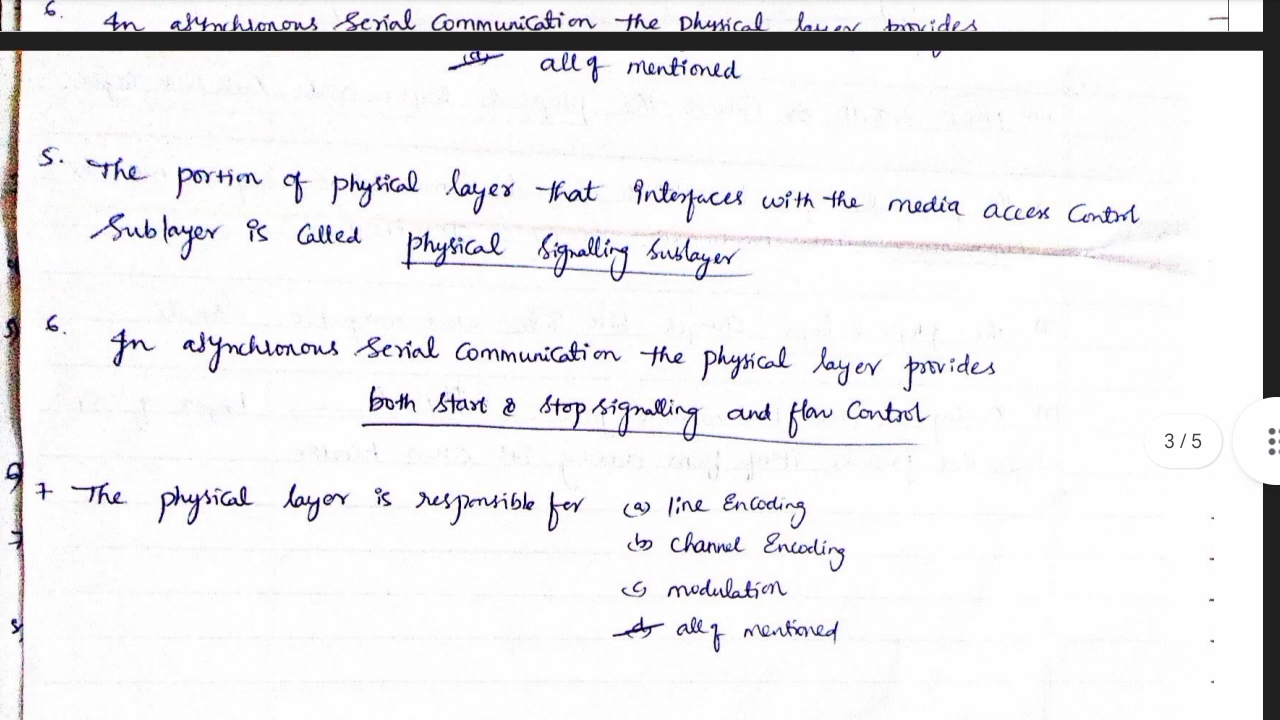 6. In asynchronous Serial Communication the physical layer provides
(d) all of mentioned
5. The portion of physical layer that interfaces with the media access Control
Sublayer is Called physical signalling sublayer
6. In asynchronous Serial Communication the physical layer provides
both start & stop signalling and flow Control
3 / 5
7 The physical layer is responsible for (a) line Encoding
(b) channel Encoding
(c) modulation
(d) all of mentioned